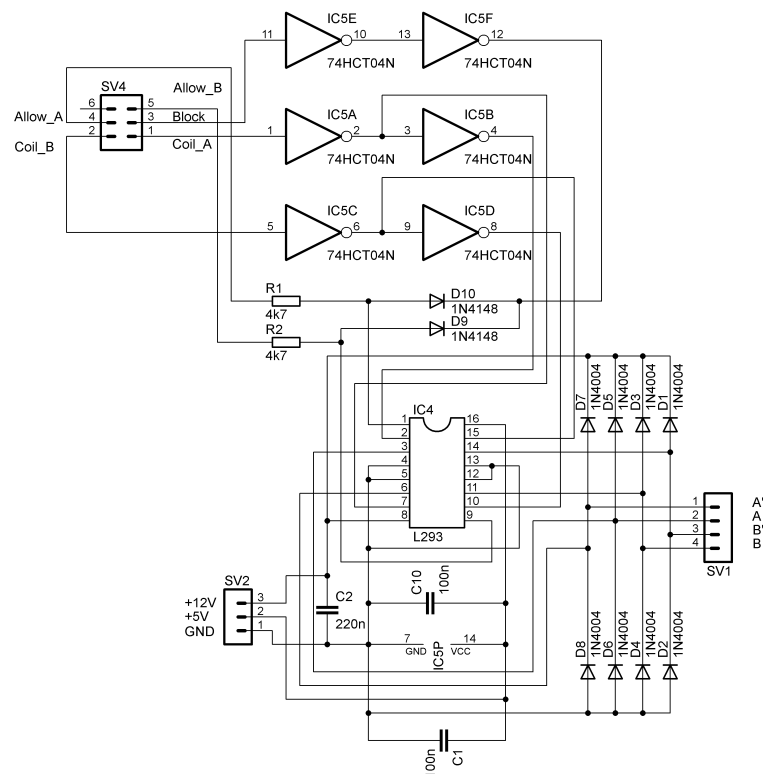 IC5E IC5F
11 10 13 12
74HCT04N 74HCT04N
SV4
Allow_B
6 5
Allow_A 4 3 Block
2 1
Coil_B Coil_A
IC5A IC5B
1 2 3 4
74HCT04N 74HCT04N
IC5C IC5D
5 6 9 8
74HCT04N 74HCT04N
R1
4k7
D10
1N4148
D9
1N4148
R2
4k7
D7 1N4004
D5 1N4004
D3 1N4004
D1 1N4004
IC4
1 16
2 15
3 14
4 13
5 12
6 11
7 10
8 9
L293
1 A'
2 A
3 B'
4 B
SV1
SV2
+12V 3
+5V 2
GND 1
C2
220n
C10
100n
7 14
GND VCC
IC5P
D8 1N4004
D6 1N4004
D4 1N4004
D2 1N4004
C1